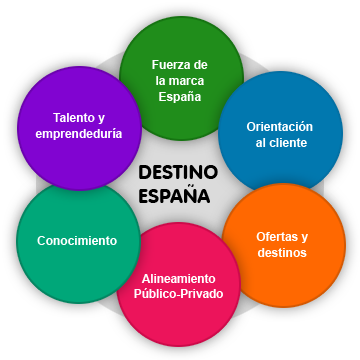 Fuerza de
la marca
España
Orientación
al cliente
Ofertas y
destinos
Alineamiento
Público-Privado
Conocimiento
Talento y
emprendeduría
DESTINO
ESPAÑA